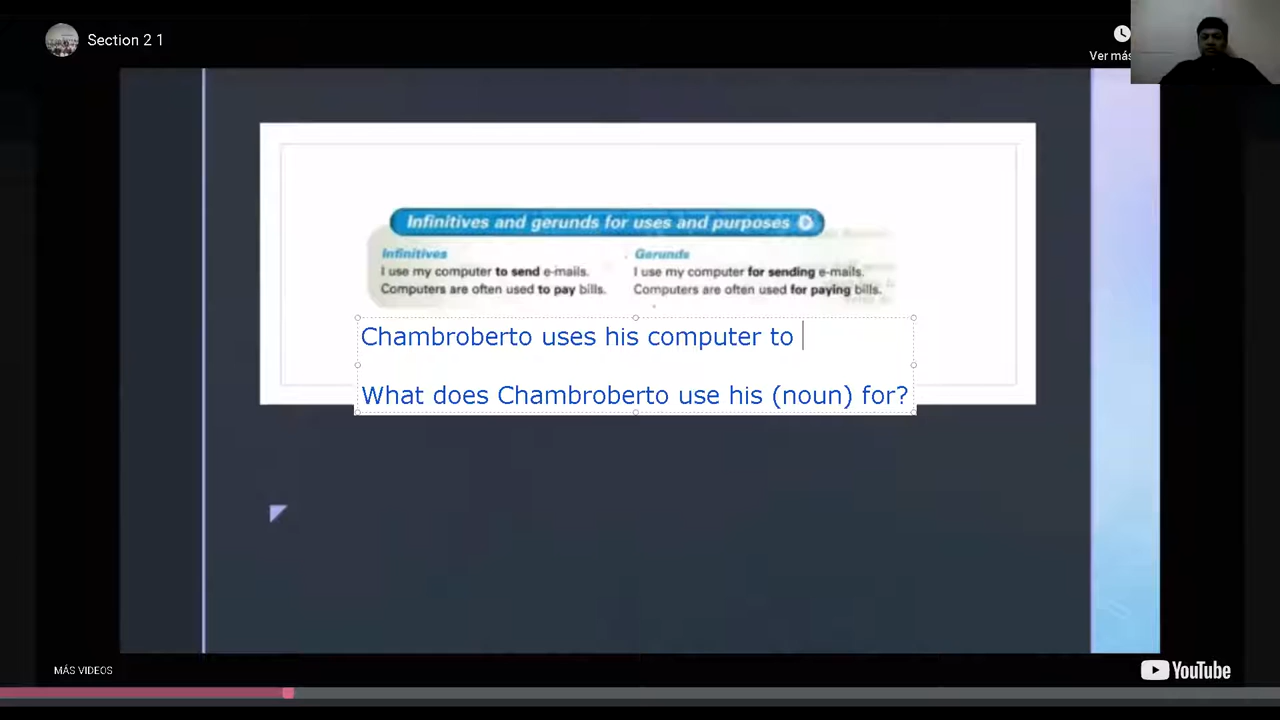 Section 2 1
Ver más
Infinitives and gerunds for uses and purposes
Infinitives
I use my computer to send e-mails.
Computers are often used to pay bills.
Gerunds
I use my computer for sending e-mails.
Computers are often used for paying bills.
Chambroberto uses his computer to
What does Chambroberto use his (noun) for?
MÁS VIDEOS
YouTube